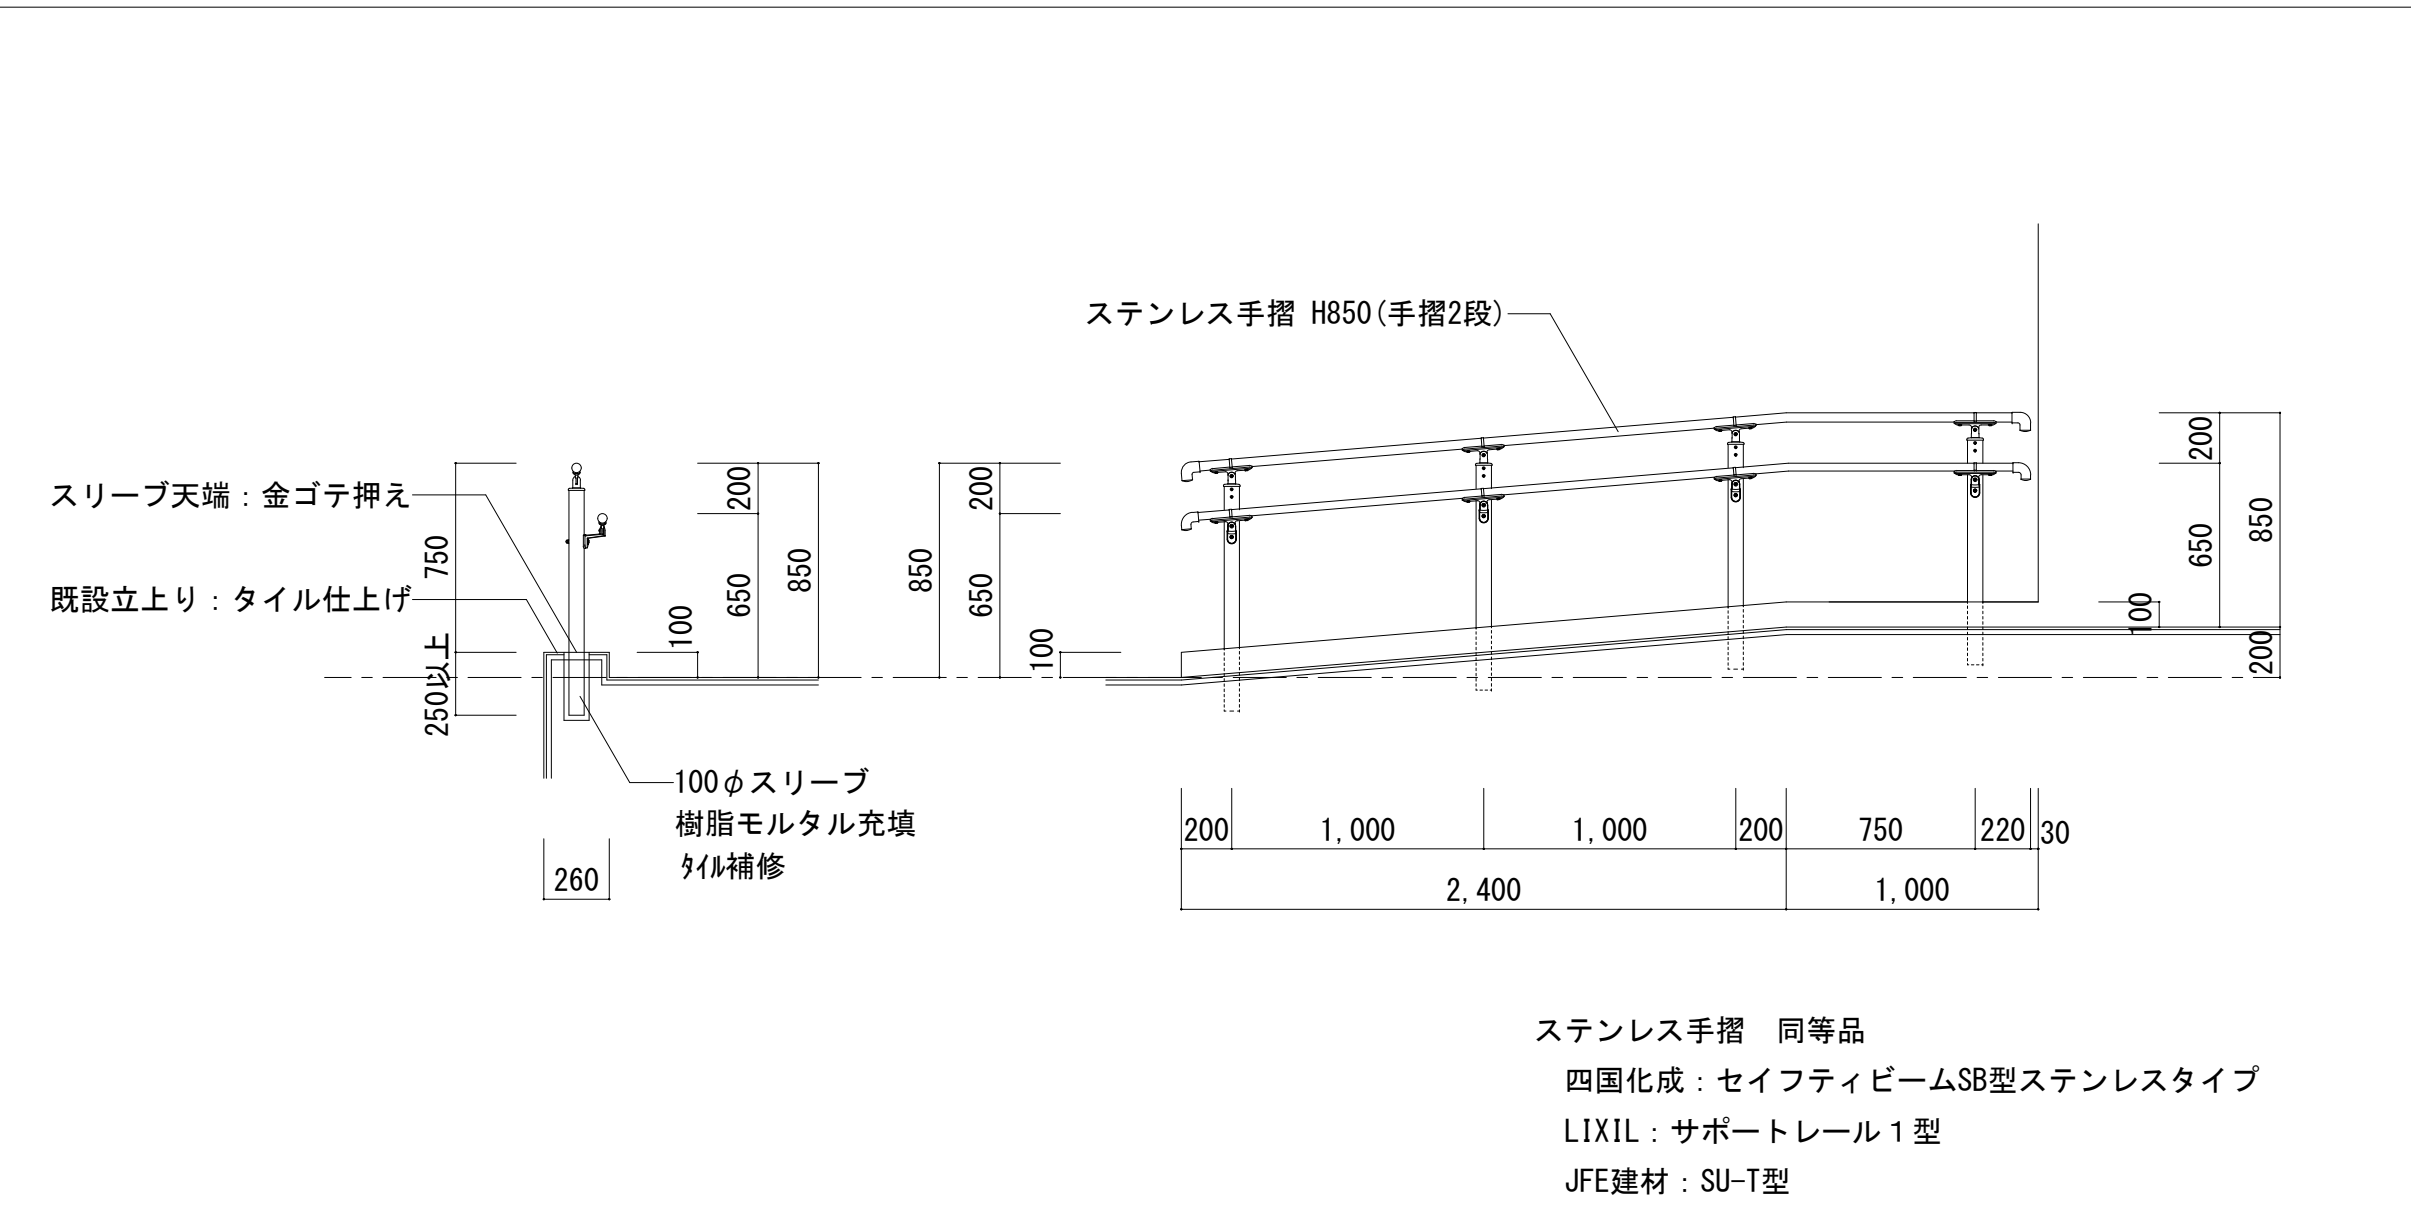 ステンレス手摺 H850(手摺2段)
スリーブ天端：金ゴテ押え
既設立上り：タイル仕上げ
750
250以上
100
200
650
850
850
200
650
100
200
650
850
100
200
100φスリーブ
樹脂モルタル充填
ﾀｲﾙ補修
260
200
1,000
1,000
200
750
220
30
2,400
1,000
ステンレス手摺　同等品
四国化成：セイフティビームSB型ステンレスタイプ
LIXIL：サポートレール１型
JFE建材：SU-T型